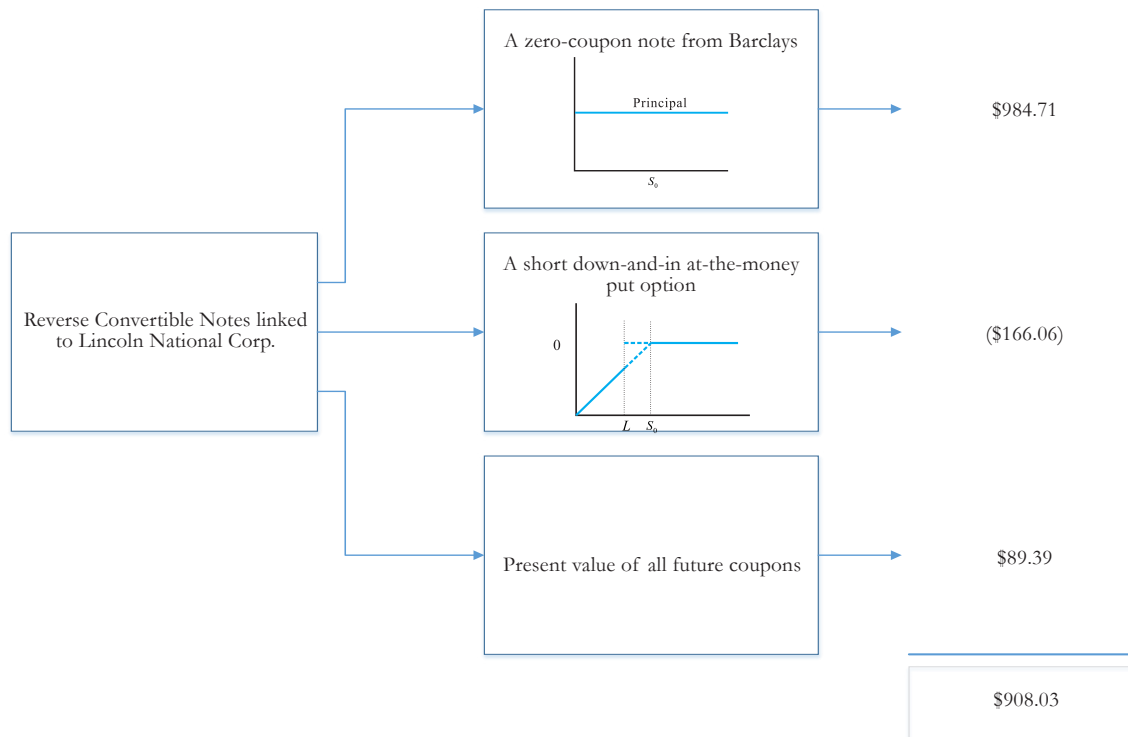 A zero-coupon note from Barclays
Principal
S₀
$984.71
Reverse Convertible Notes linked
to Lincoln National Corp.
A short down-and-in at-the-money
put option
0
L S₀
($166.06)
Present value of all future coupons
$89.39
$908.03